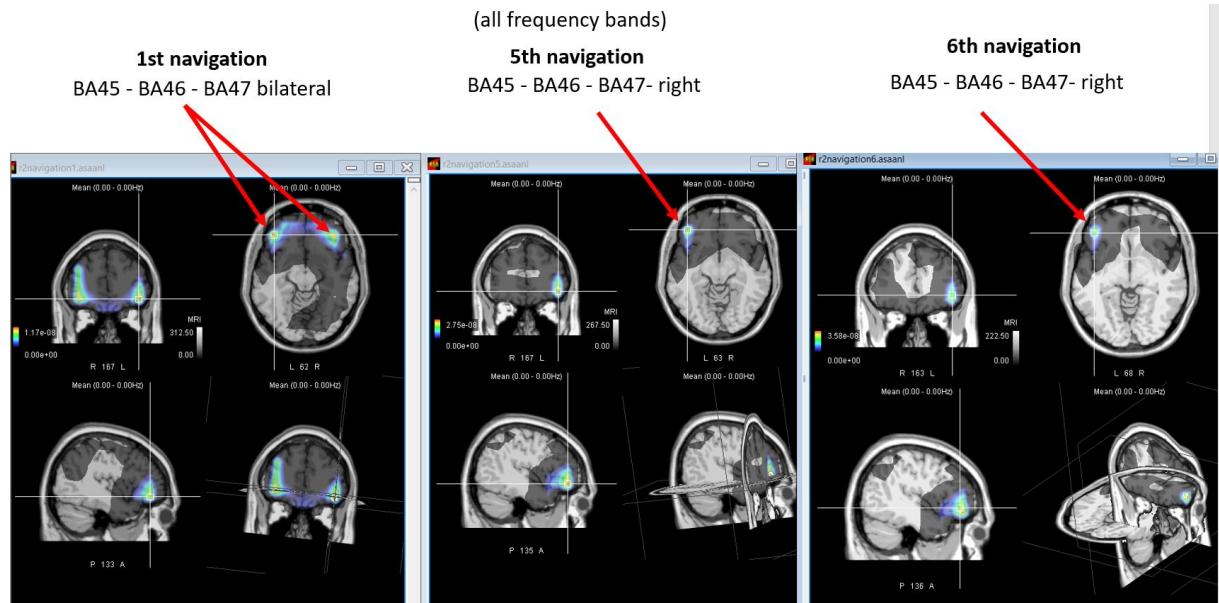 (all frequency bands)
1st navigation
BA45 - BA46 - BA47 bilateral
5th navigation
BA45 - BA46 - BA47- right
6th navigation
BA45 - BA46 - BA47- right
r2navigation1.asaanl
Mean (0.00 - 0.00Hz)
Mean (0.00 - 0.00Hz)
MRI
1.17e-08
312.50
0.00e+00
0.00
R 167 L
L 62 R
Mean (0.00 - 0.00Hz)
Mean (0.00 - 0.00Hz)
P 133 A
r2navigation5.asaanl
Mean (0.00 - 0.00Hz)
Mean (0.00 - 0.00Hz)
MRI
2.75e-08
267.50
0.00e+00
0.00
R 167 L
L 63 R
Mean (0.00 - 0.00Hz)
Mean (0.00 - 0.00Hz)
P 135 A
r2navigation6.asaanl
Mean (0.00 - 0.00Hz)
Mean (0.00 - 0.00Hz)
MRI
3.58e-08
222.50
0.00e+00
0.00
R 163 L
L 68 R
Mean (0.00 - 0.00Hz)
Mean (0.00 - 0.00Hz)
P 136 A